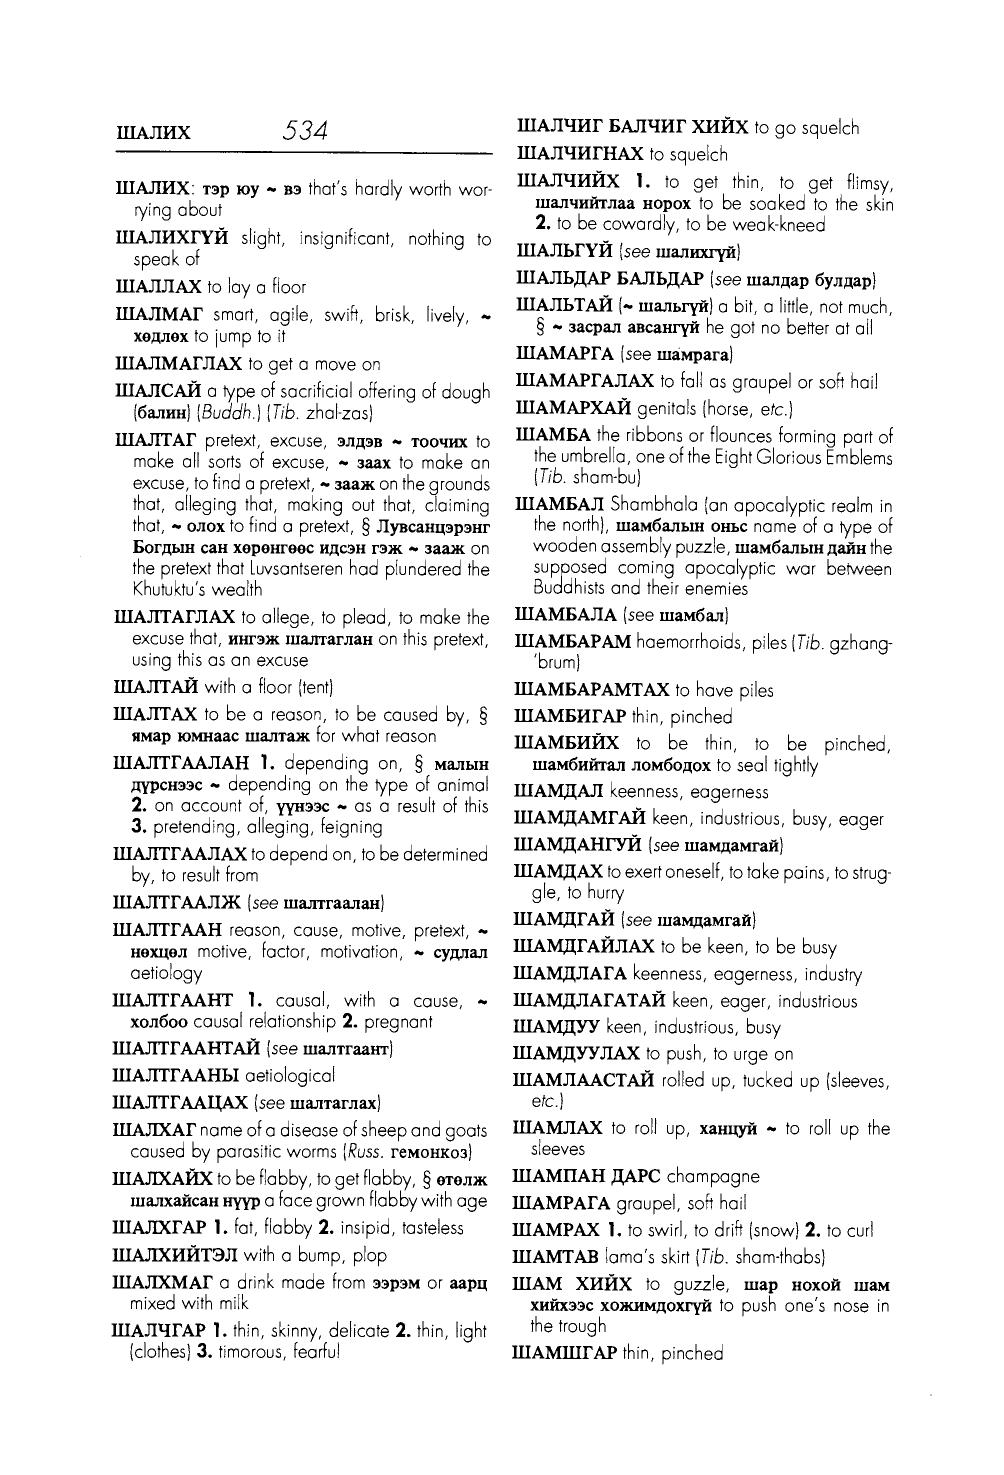 ШАЛИХ 534
ШАЛИХ: тэр юу ~ вэ that's hardly worth wor-
rying about
ШАЛИХГҮЙ slight, insignificant, nothing to
speak of
ШАЛЛАХ to lay a floor
ШАЛМАГ smart, agile, swift, brisk, lively, ~
хөдлөх to jump to it
ШАЛМАГЛАХ to get a move on
ШАЛСАЙ a type of sacrificial offering of dough
(балин) (Buddh.) (Tib. zhal-zas)
ШАЛТАГ pretext, excuse, элдэв ~ тоочих to
make all sorts of excuse, ~ заах to make an
excuse, to find a pretext, ~ зааж on the grounds
that, alleging that, making out that, claiming
that, ~ олох to find a pretext, § Лувсанцэрэнг
Богдын сан хөрөнгөөс идсэн гэж ~ зааж on
the pretext that Luvsantseren had plundered the
Khutuktu's wealth
ШАЛТАГЛАХ to allege, to plead, to make the
excuse that, ингэж шалтаглан on this pretext,
using this as an excuse
ШАЛТАЙ with a floor (tent)
ШАЛТАХ to be a reason, to be caused by, §
ямар юмнаас шалтаж for what reason
ШАЛТГААЛАН 1. depending on, § малын
дүрснээс ~ depending on the type of animal
2. on account of, үүнээс ~ as a result of this
3. pretending, alleging, feigning
ШАЛТГААЛАХ to depend on, to be determined
by, to result from
ШАЛТГААЛЖ (see шалтгаалан)
ШАЛТГААН reason, cause, motive, pretext, ~
нөхцөл motive, factor, motivation, ~ судлал
aetiology
ШАЛТГААНТ 1. causal, with a cause, ~
холбоо causal relationship 2. pregnant
ШАЛТГААНТАЙ (see шалтгаант)
ШАЛТГААНЫ aetiological
ШАЛТГААЦАХ (see шалтаглах)
ШАЛХАГ name of a disease of sheep and goats
caused by parasitic worms (Russ. гемонкоз)
ШАЛХАЙХ to be flabby, to get flabby, § өтөлж
шалхайсан нүүр a face grown flabby with age
ШАЛХГАР 1. fat, flabby 2. insipid, tasteless
ШАЛХИЙТЭЛ with a bump, plop
ШАЛХМАГ a drink made from ээрэм or аарц
mixed with milk
ШАЛЧГАР 1. thin, skinny, delicate 2. thin, light
(clothes) 3. timorous, fearful
ШАЛЧИГ БАЛЧИГ ХИЙХ to go squelch
ШАЛЧИГНАХ to squelch
ШАЛЧИЙХ 1. to get thin, to get flimsy,
шалчийтлаа норох to be soaked to the skin
2. to be cowardly, to be weak-kneed
ШАЛЬГҮЙ (see шалихгүй)
ШАЛЬДАР БАЛЬДАР (see шалдар булдар)
ШАЛЬТАЙ (~ шальгүй) a bit, a little, not much,
§ ~ засрал авсангүй he got no better at all
ШАМАРГА (see шамрага)
ШАМАРГАЛАХ to fall as graupel or soft hail
ШАМАРХАЙ genitals (horse, etc.)
ШАМБА the ribbons or flounces forming part of
the umbrella, one of the Eight Glorious Emblems
(Tib. sham-bu)
ШАМБАЛ Shambhala (an apocalyptic realm in
the north), шамбалын оньс name of a type of
wooden assembly puzzle, шамбалын дайн the
supposed coming apocalyptic war between
Buddhists and their enemies
ШАМБАЛА (see шамбал)
ШАМБАРАМ haemorrhoids, piles (Tib. gzhang-
'brum)
ШАМБАРАМТАХ to have piles
ШАМБИГАР thin, pinched
ШАМБИЙХ to be thin, to be pinched,
шамбийтал ломбодох to seal tightly
ШАМДАЛ keenness, eagerness
ШАМДАМГАЙ keen, industrious, busy, eager
ШАМДАНГУЙ (see шамдамгай)
ШАМДАХ to exert oneself, to take pains, to strug-
gle, to hurry
ШАМДГАЙ (see шамдамгай)
ШАМДГАЙЛАХ to be keen, to be busy
ШАМДЛАГА keenness, eagerness, industry
ШАМДЛАГАТАЙ keen, eager, industrious
ШАМДУУ keen, industrious, busy
ШАМДУУЛАХ to push, to urge on
ШАМЛААСТАЙ rolled up, tucked up (sleeves,
etc.)
ШАМЛАХ to roll up, ханцуй ~ to roll up the
sleeves
ШАМПАН ДАРС champagne
ШАМРАГА graupel, soft hail
ШАМРАХ 1. to swirl, to drift (snow) 2. to curl
ШАМТАВ lama's skirt (Tib. sham-thabs)
ШАМ ХИЙХ to guzzle, шар нохой шам
хийхээс хожимдохгүй to push one's nose in
the trough
ШАМШГАР thin, pinched